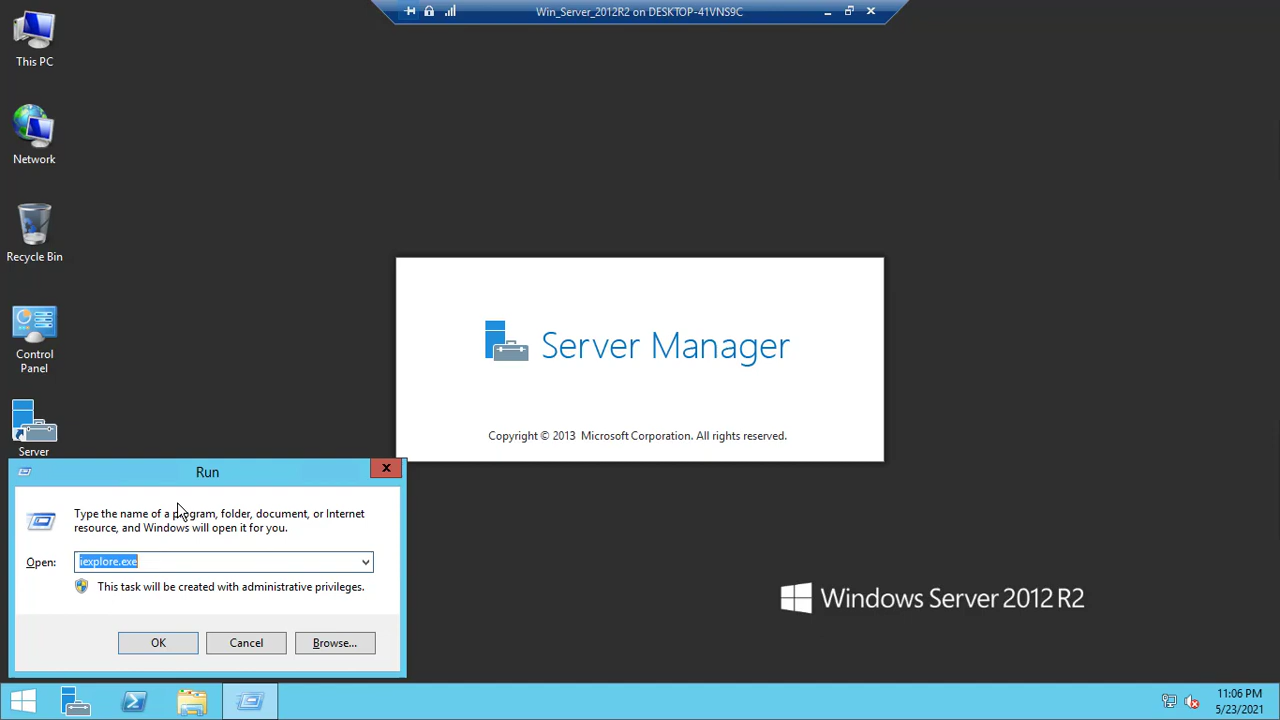 Win_Server_2012R2 on DESKTOP-41VNS9C
This PC
Network
Recycle Bin
Control
Panel
Server
Server Manager
Copyright © 2013 Microsoft Corporation. All rights reserved.
Run
Type the name of a program, folder, document, or Internet
resource, and Windows will open it for you.
Open:
iexplore.exe
This task will be created with administrative privileges.
OK
Cancel
Browse...
Windows Server 2012 R2
11:06 PM
5/23/2021